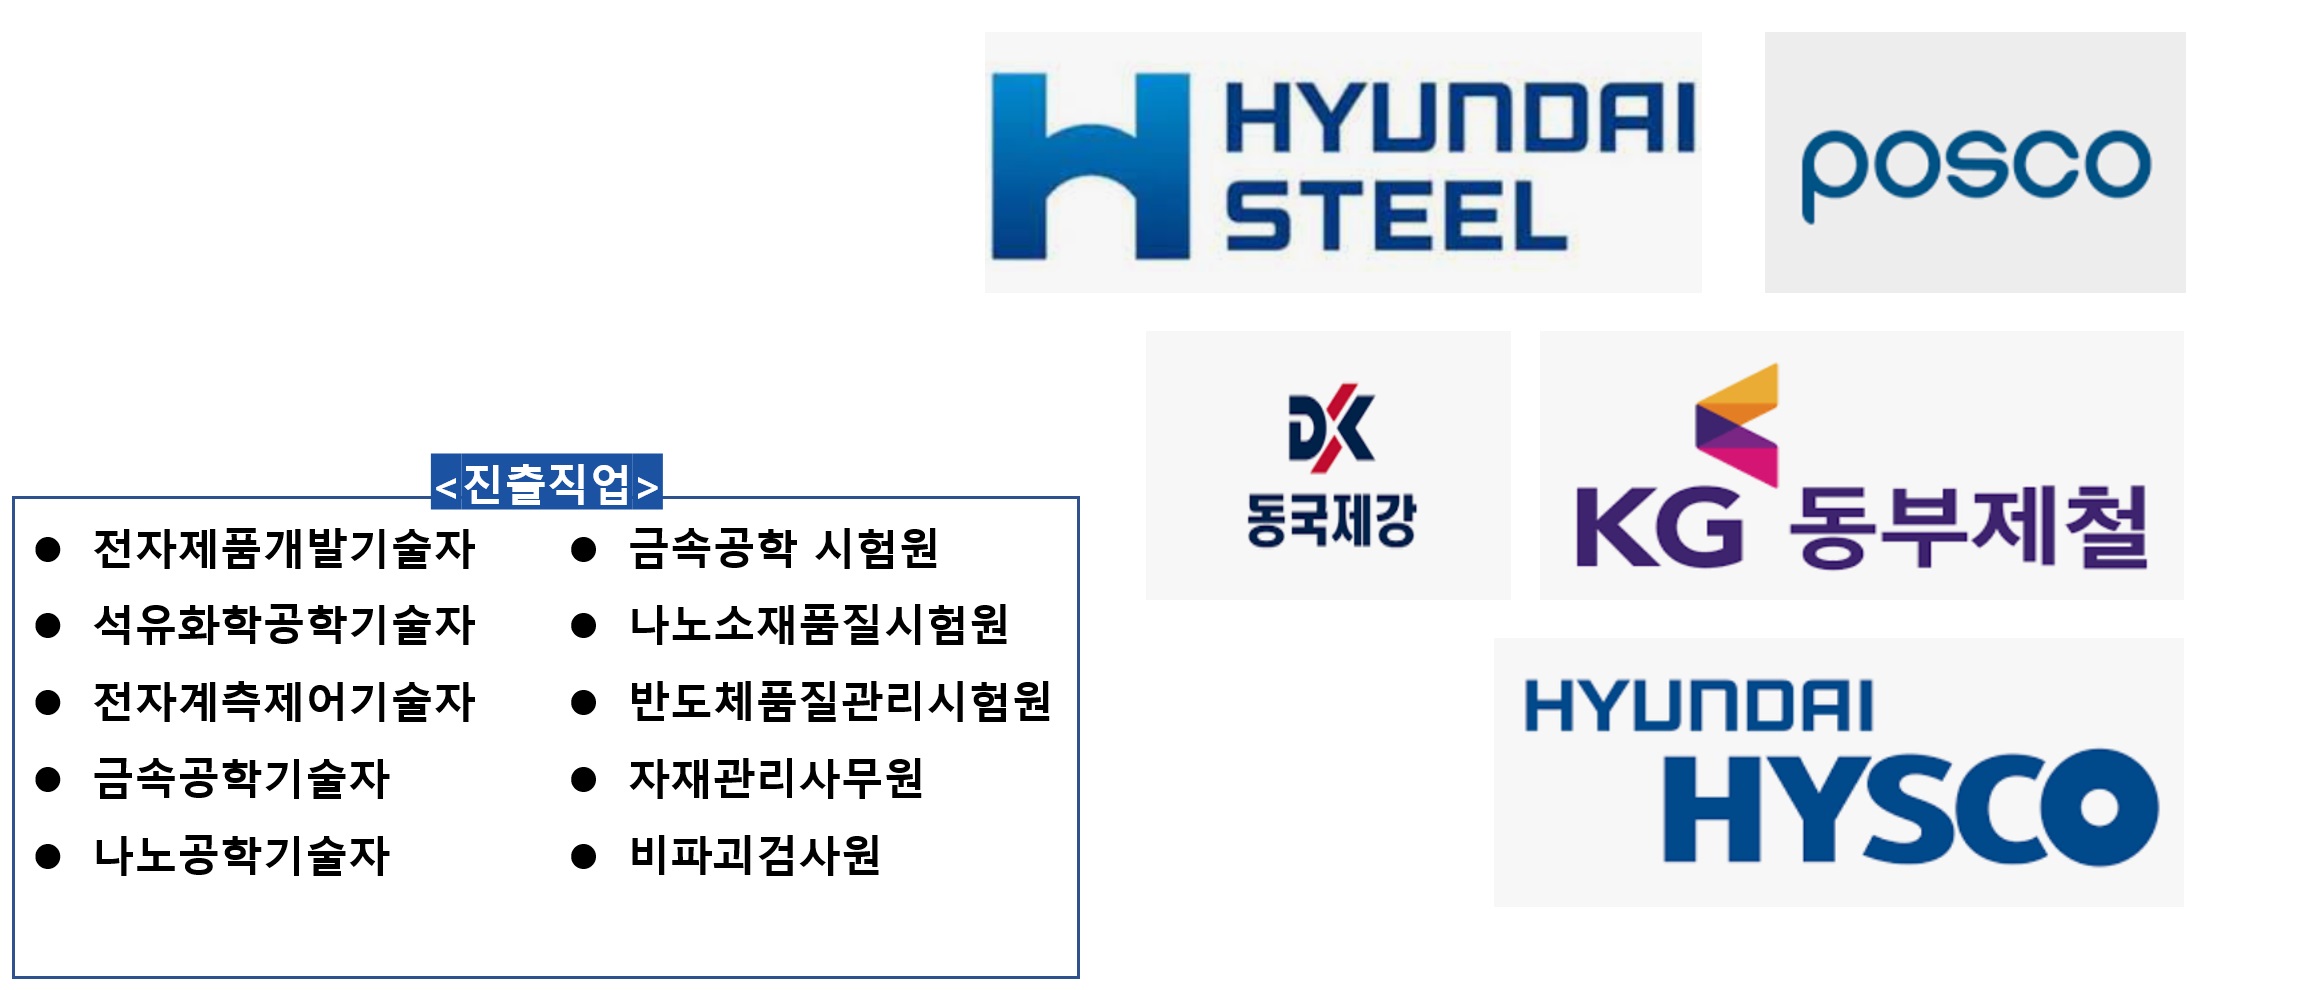 HYUNDAI
STEEL
posco
DK
동국제강
KG 동부제철
HYUNDAI
HYSCO
<진출직업>
전자제품개발기술자
석유화학공학기술자
전자계측제어기술자
금속공학기술자
나노공학기술자
금속공학 시험원
나노소재품질시험원
반도체품질관리시험원
자재관리사무원
비파괴검사원